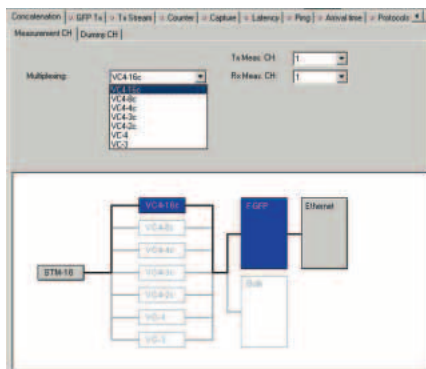 Concatenation GFP Tx Tx Stream Counter Capture Latency Ping Arrival time Protocols
Measurement CH Dummy CH
Tx Meas. CH: 1
Multiplexing: VC4-16c Rx Meas. CH: 1
VC4-16c
VC4-8c
VC4-4c
VC4-3c
VC4-2c
VC-4
VC-3
VC4-16c F-GFP Ethernet
VC4-8c
VC4-4c
STM-16 VC4-3c Bulk
VC4-2c
VC-4
VC-3